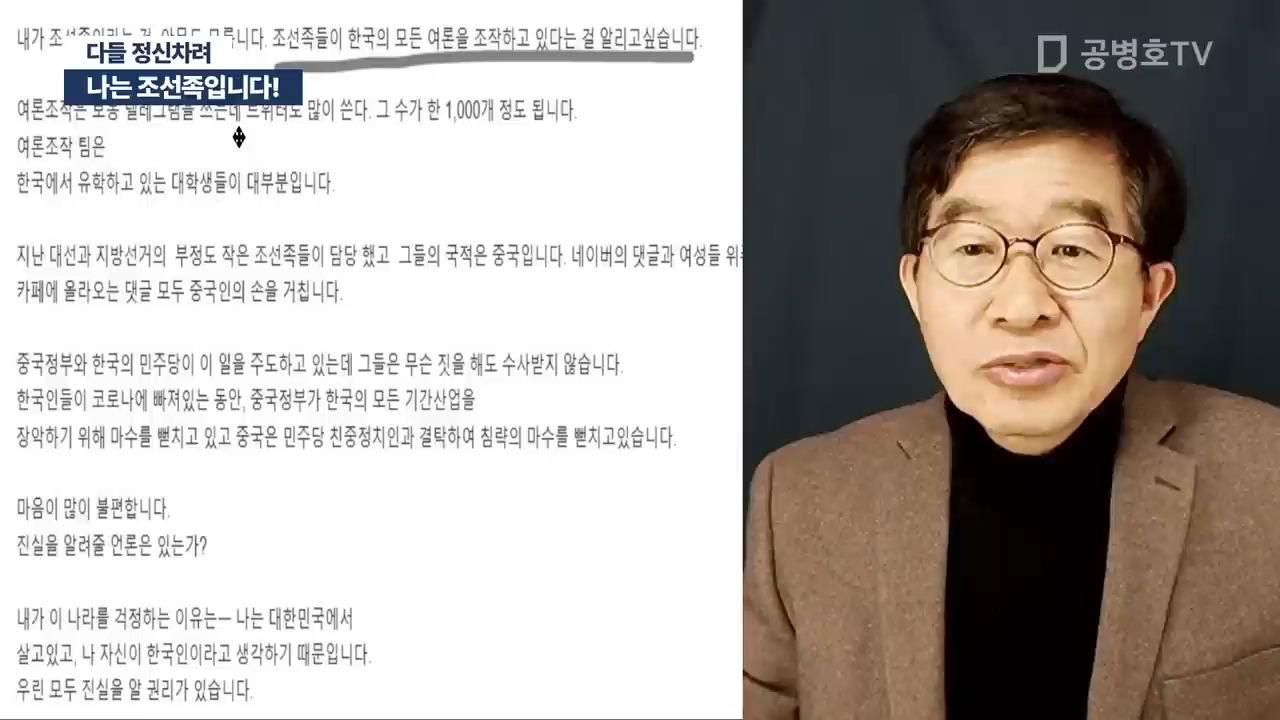 내가 조선족이라는 걸 아무도 모릅니다. 조선족들이 한국의 모든 여론을 조작하고 있다는 걸 알리고싶습니다.
다들 정신차려
나는 조선족입니다!
공병호TV
여론조작은 보통 텔레그램을 쓰는데 트위터도 많이 쓴다. 그 수가 한 1,000개 정도 됩니다.
여론조작 팀은
한국에서 유학하고 있는 대학생들이 대부분입니다.
지난 대선과 지방선거의 부정도 작은 조선족들이 담당 했고 그들의 국적은 중국입니다. 네이버의 댓글과 여성들
카페에 올라오는 댓글 모두 중국인의 손을 거칩니다.
중국정부와 한국의 민주당이 이 일을 주도하고 있는데 그들은 무슨 짓을 해도 수사받지 않습니다.
한국인들이 코로나에 빠져있는 동안, 중국정부가 한국의 모든 기간산업을
장악하기 위해 마수를 뻗치고 있고 중국은 민주당 친중정치인과 결탁하여 침략의 마수를 뻗치고있습니다.
마음이 많이 불편합니다.
진실을 알려줄 언론은 있는가?
내가 이 나라를 걱정하는 이유는ㅡ 나는 대한민국에서
살고있고, 나 자신이 한국인이라고 생각하기 때문입니다.
우린 모두 진실을 알 권리가 있습니다.